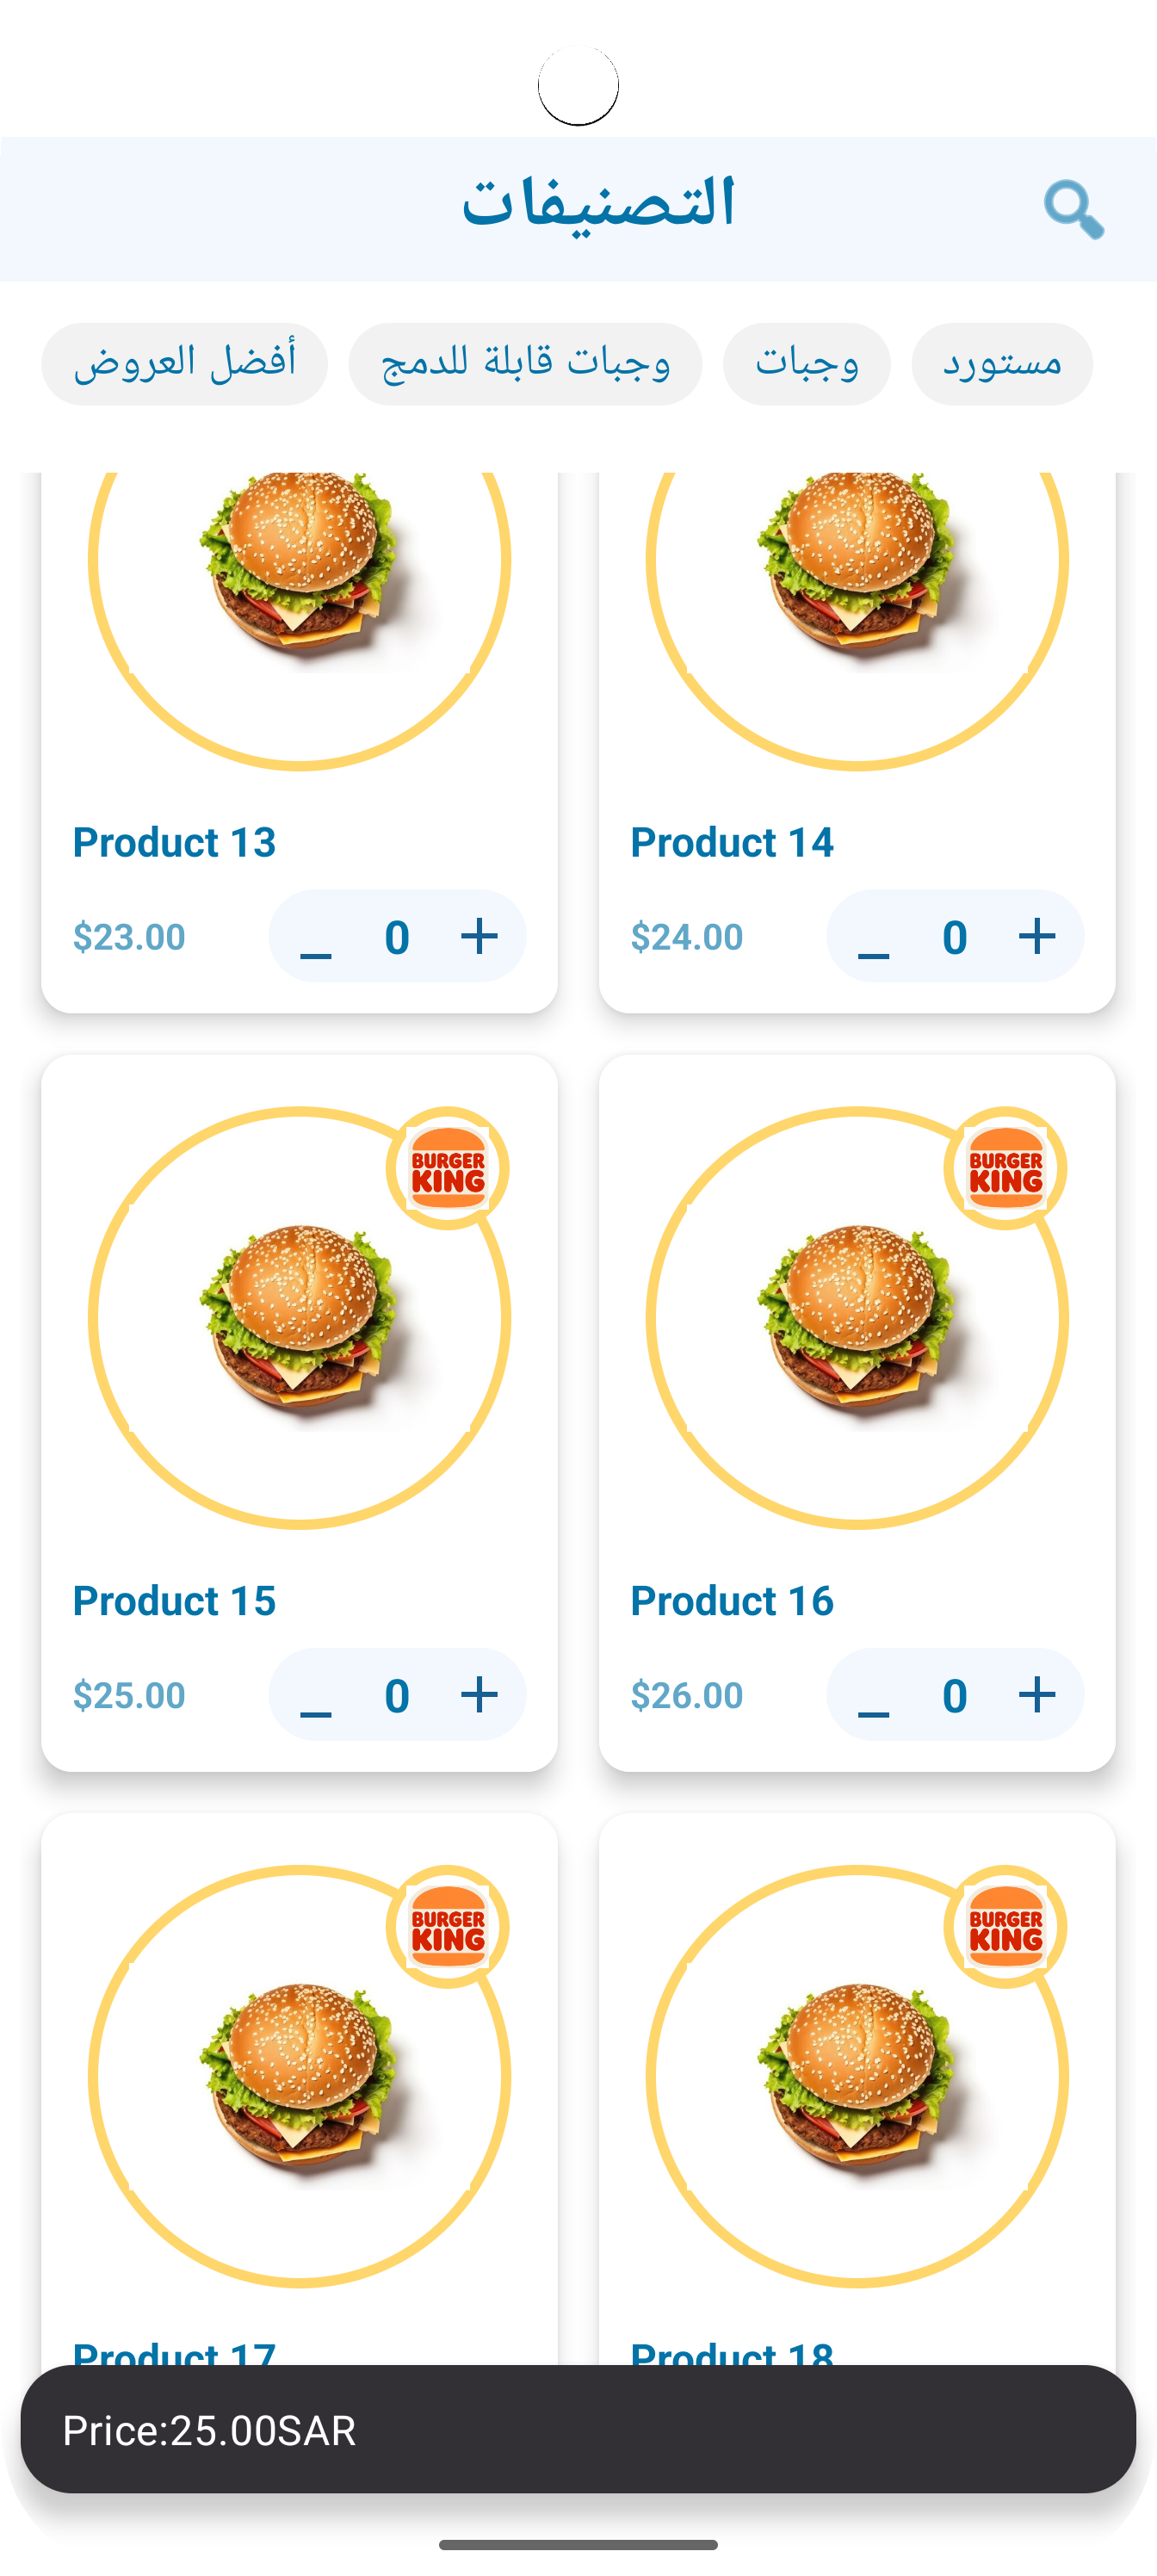 التصنيفات
أفضل العروض وجبات قابلة للدمج وجبات مستورد
Product 13
$23.00 _ 0 +
Product 14
$24.00 _ 0 +
BURGER
KING
Product 15
$25.00 _ 0 +
BURGER
KING
Product 16
$26.00 _ 0 +
BURGER
KING
Product 17
BURGER
KING
Product 18
Price:25.00SAR